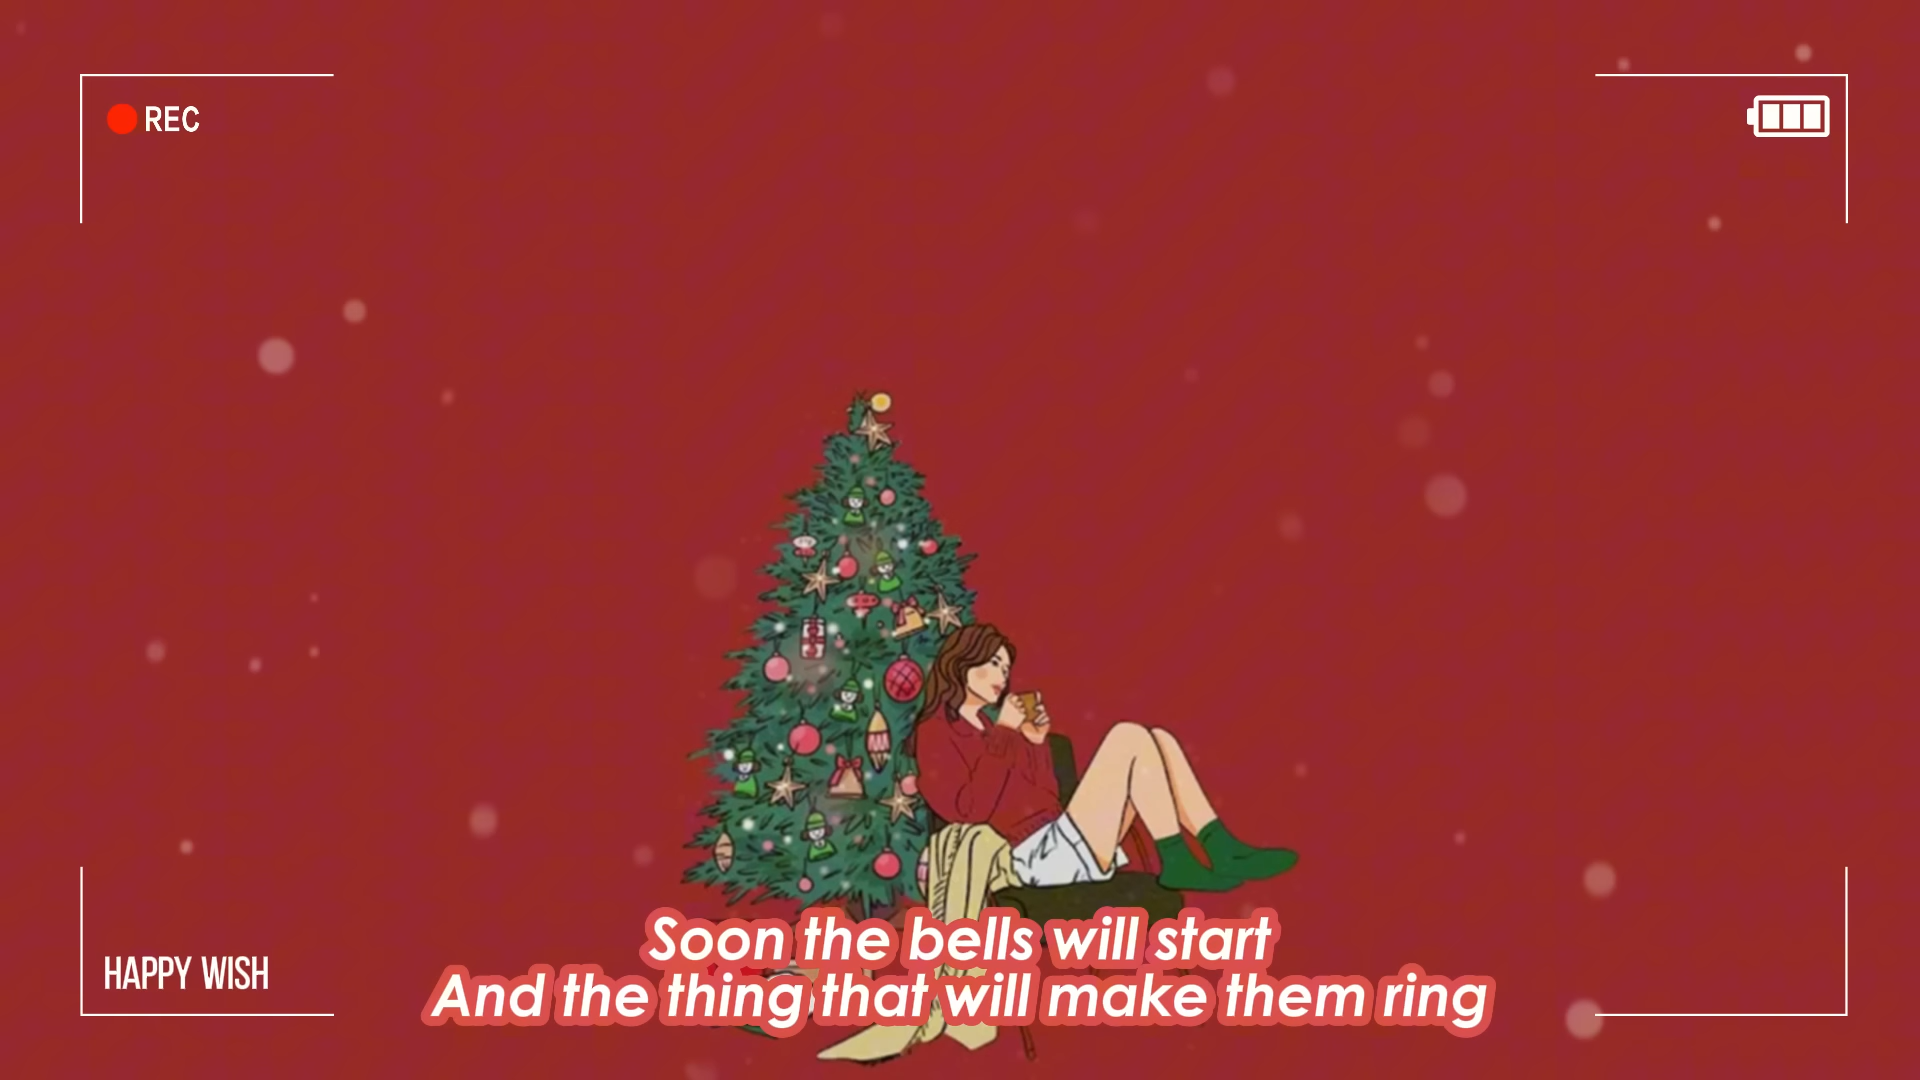 REC
Soon the bells will start
And the thing that will make them ring
HAPPY WISH